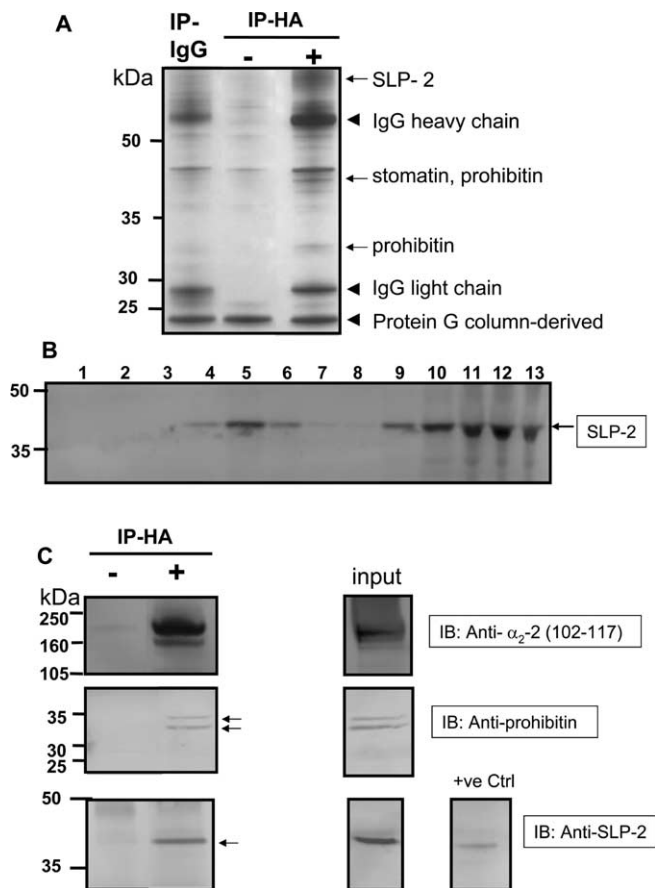 A
IP-IgG
IP-HA
- +
kDa
SLP- 2
IgG heavy chain
50
stomatin, prohibitin
35
prohibitin
30
IgG light chain
25
Protein G column-derived
B
1 2 3 4 5 6 7 8 9 10 11 12 13
50
35
SLP-2
C
IP-HA
- +
input
kDa
250
160
105
IB: Anti- α₂-2 (102-117)
35
30
25
IB: Anti-prohibitin
+ve Ctrl
50
35
IB: Anti-SLP-2